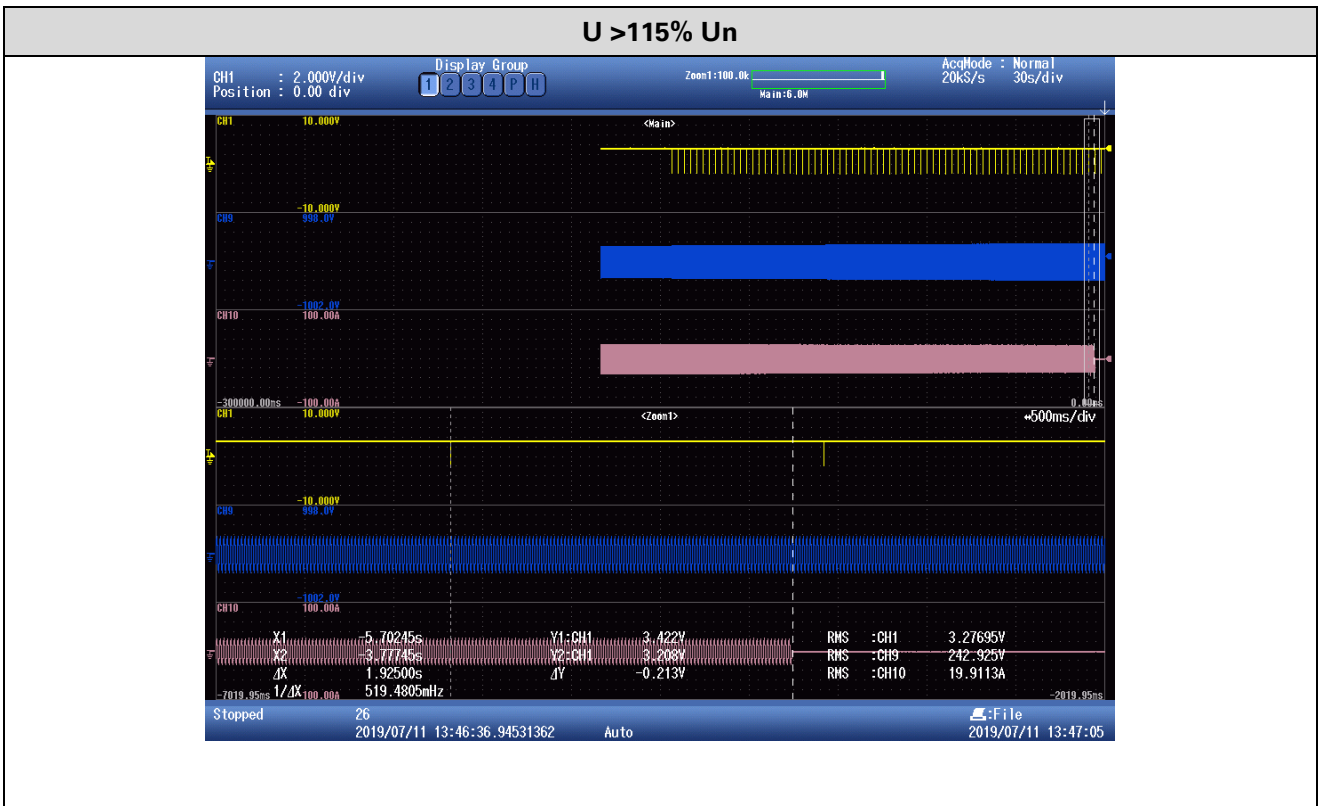 U >115% Un
Display Group
CH1 : 2.000V/div
Position : 0.00 div
1 2 3 4 P H
Zoom1:100.0k
Main:6.0M
AcqMode : Normal
20kS/s 30s/div
CH1 10.000V <Main>
-10.000V
CH9 998.0V
-1002.0V
CH10 100.00A
-300000.00ms -100.00A 0.00ms
CH1 10.000V <Zoom1> 500ms/div
-10.000V
CH9 998.0V
-1002.0V
CH10 100.00A
X1 -5.70245s Y1:CH1 3.422V RMS :CH1 3.27695V
X2 -3.77745s Y2:CH1 3.208V RMS :CH9 242.925V
ΔX 1.92500s ΔY -0.213V RMS :CH10 19.9113A
-7019.95ms 1/ΔX 100.00A 519.4805mHz -2019.95ms
Stopped 26 :File
2019/07/11 13:46:36.94531362 Auto 2019/07/11 13:47:05